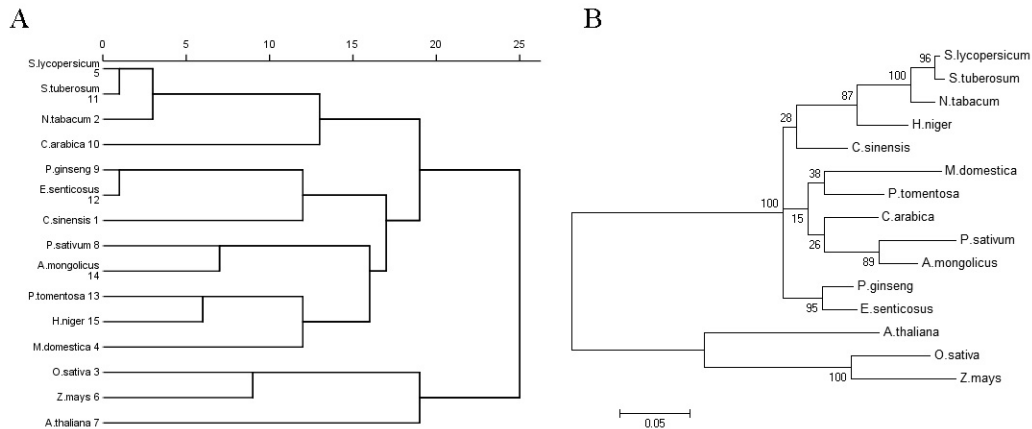 A
0 5 10 15 20 25
S.lycopersicum
5
S.tuberosum
11
N.tabacum 2
C.arabica 10
P.ginseng 9
E.senticosus
12
C.sinensis 1
P.sativum 8
A.mongolicus
14
P.tomentosa 13
H.niger 15
M.domestica 4
O.sativa 3
Z.mays 6
A.thaliana 7
B
96 S.lycopersicum
S.tuberosum
100
N.tabacum
87
H.niger
28
C.sinensis
M.domestica
38
P.tomentosa
100
15
C.arabica
26
P.sativum
89
A.mongolicus
P.ginseng
95
E.senticosus
A.thaliana
O.sativa
100
Z.mays
0.05